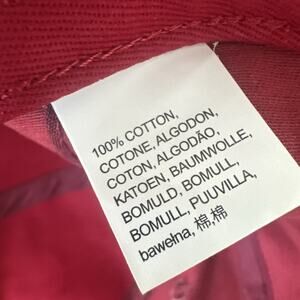 100% COTTON,
COTONE, ALGODON,
COTON, ALGODÃO,
KATOEN, BAUMWOLLE,
BOMULD, BOMULL,
BOMULL, PUUVILLA,
bawełna, 棉,棉